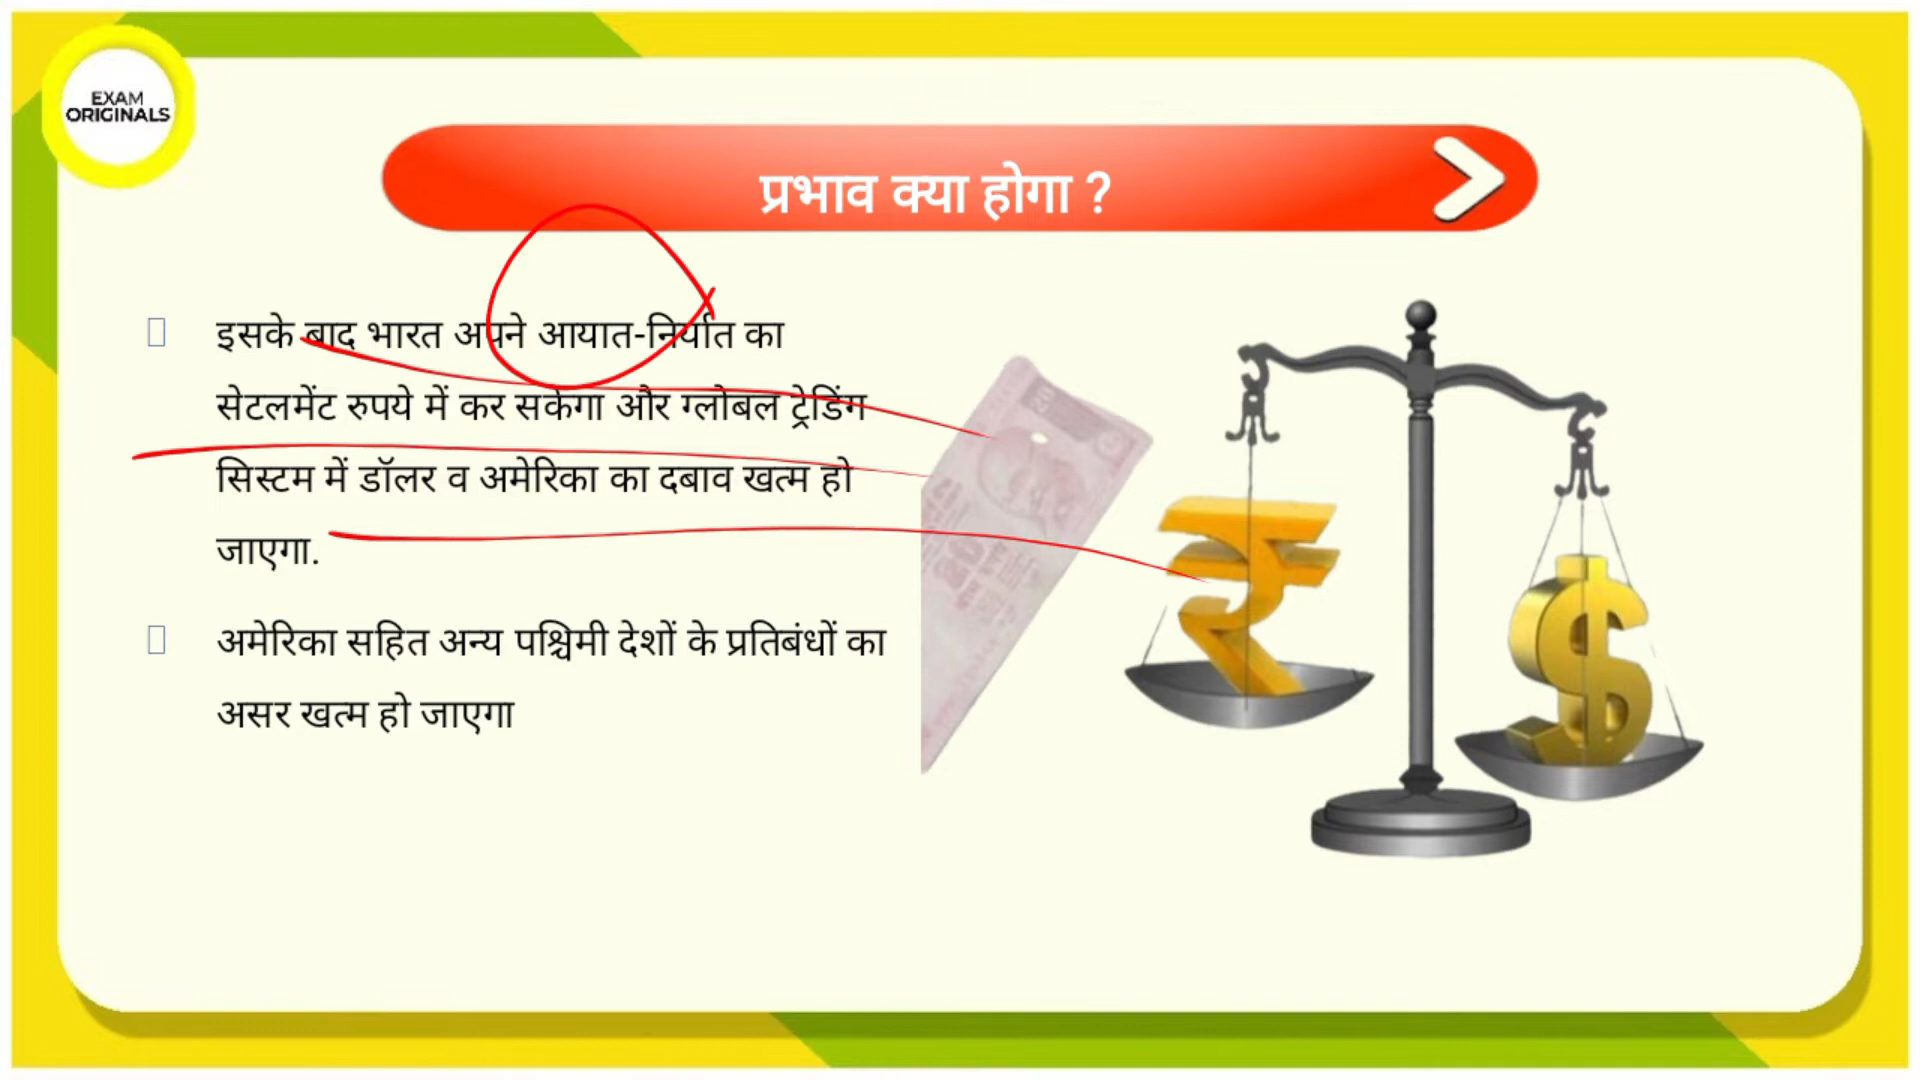 EXAM
ORIGINALS
प्रभाव क्या होगा ?
इसके बाद भारत अपने आयात-निर्यात का
सेटलमेंट रुपये में कर सकेगा और ग्लोबल ट्रेडिंग
सिस्टम में डॉलर व अमेरिका का दबाव खत्म हो
जाएगा.
अमेरिका सहित अन्य पश्चिमी देशों के प्रतिबंधों का
असर खत्म हो जाएगा